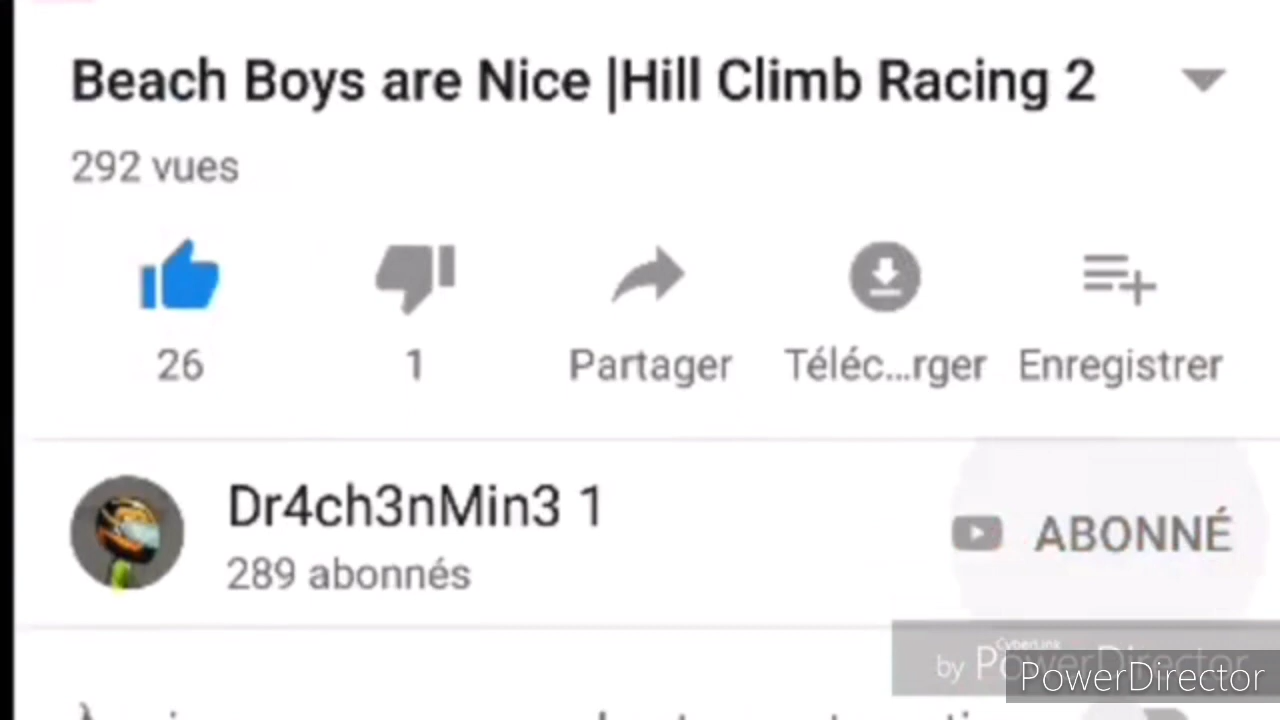 Beach Boys are Nice |Hill Climb Racing 2
292 vues
26
1
Partager
Téléc...rger
Enregistrer
Dr4ch3nMin3 1
289 abonnés
ABONNÉ
CyberLink
by PowerDirector
PowerDirector